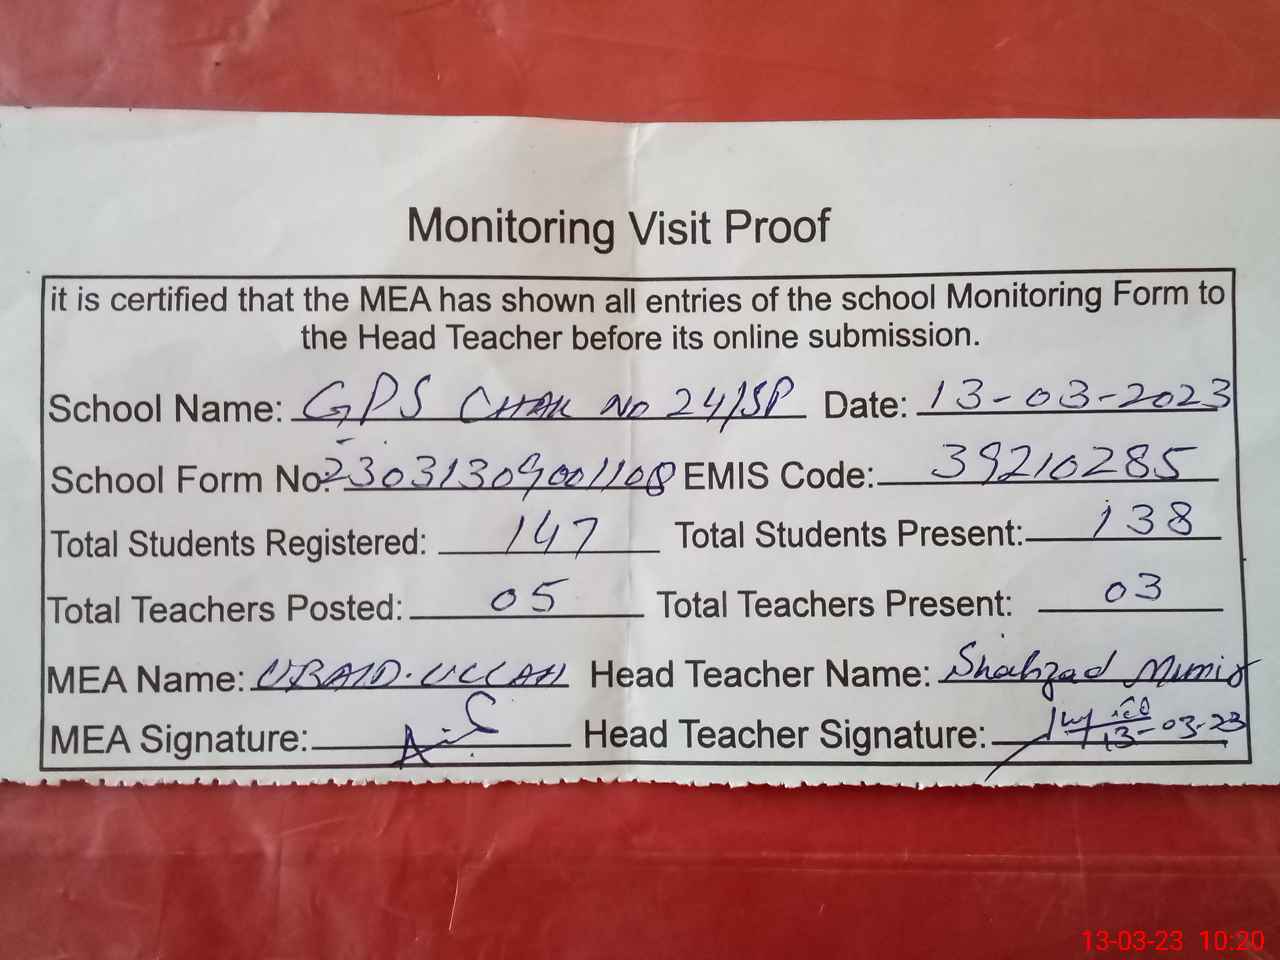 Monitoring Visit Proof
it is certified that the MEA has shown all entries of the school Monitoring Form to
the Head Teacher before its online submission.
School Name: GPS CHAK NO 24/SP Date: 13-03-2023
School Form No: 23031309001108 EMIS Code: 39210285
Total Students Registered: 147 Total Students Present: 138
Total Teachers Posted: 05 Total Teachers Present: 03
MEA Name: UBAID.ULLAH Head Teacher Name: Shahzad
MEA Signature: Head Teacher Signature: 13-03-23
13-03-23 10:20